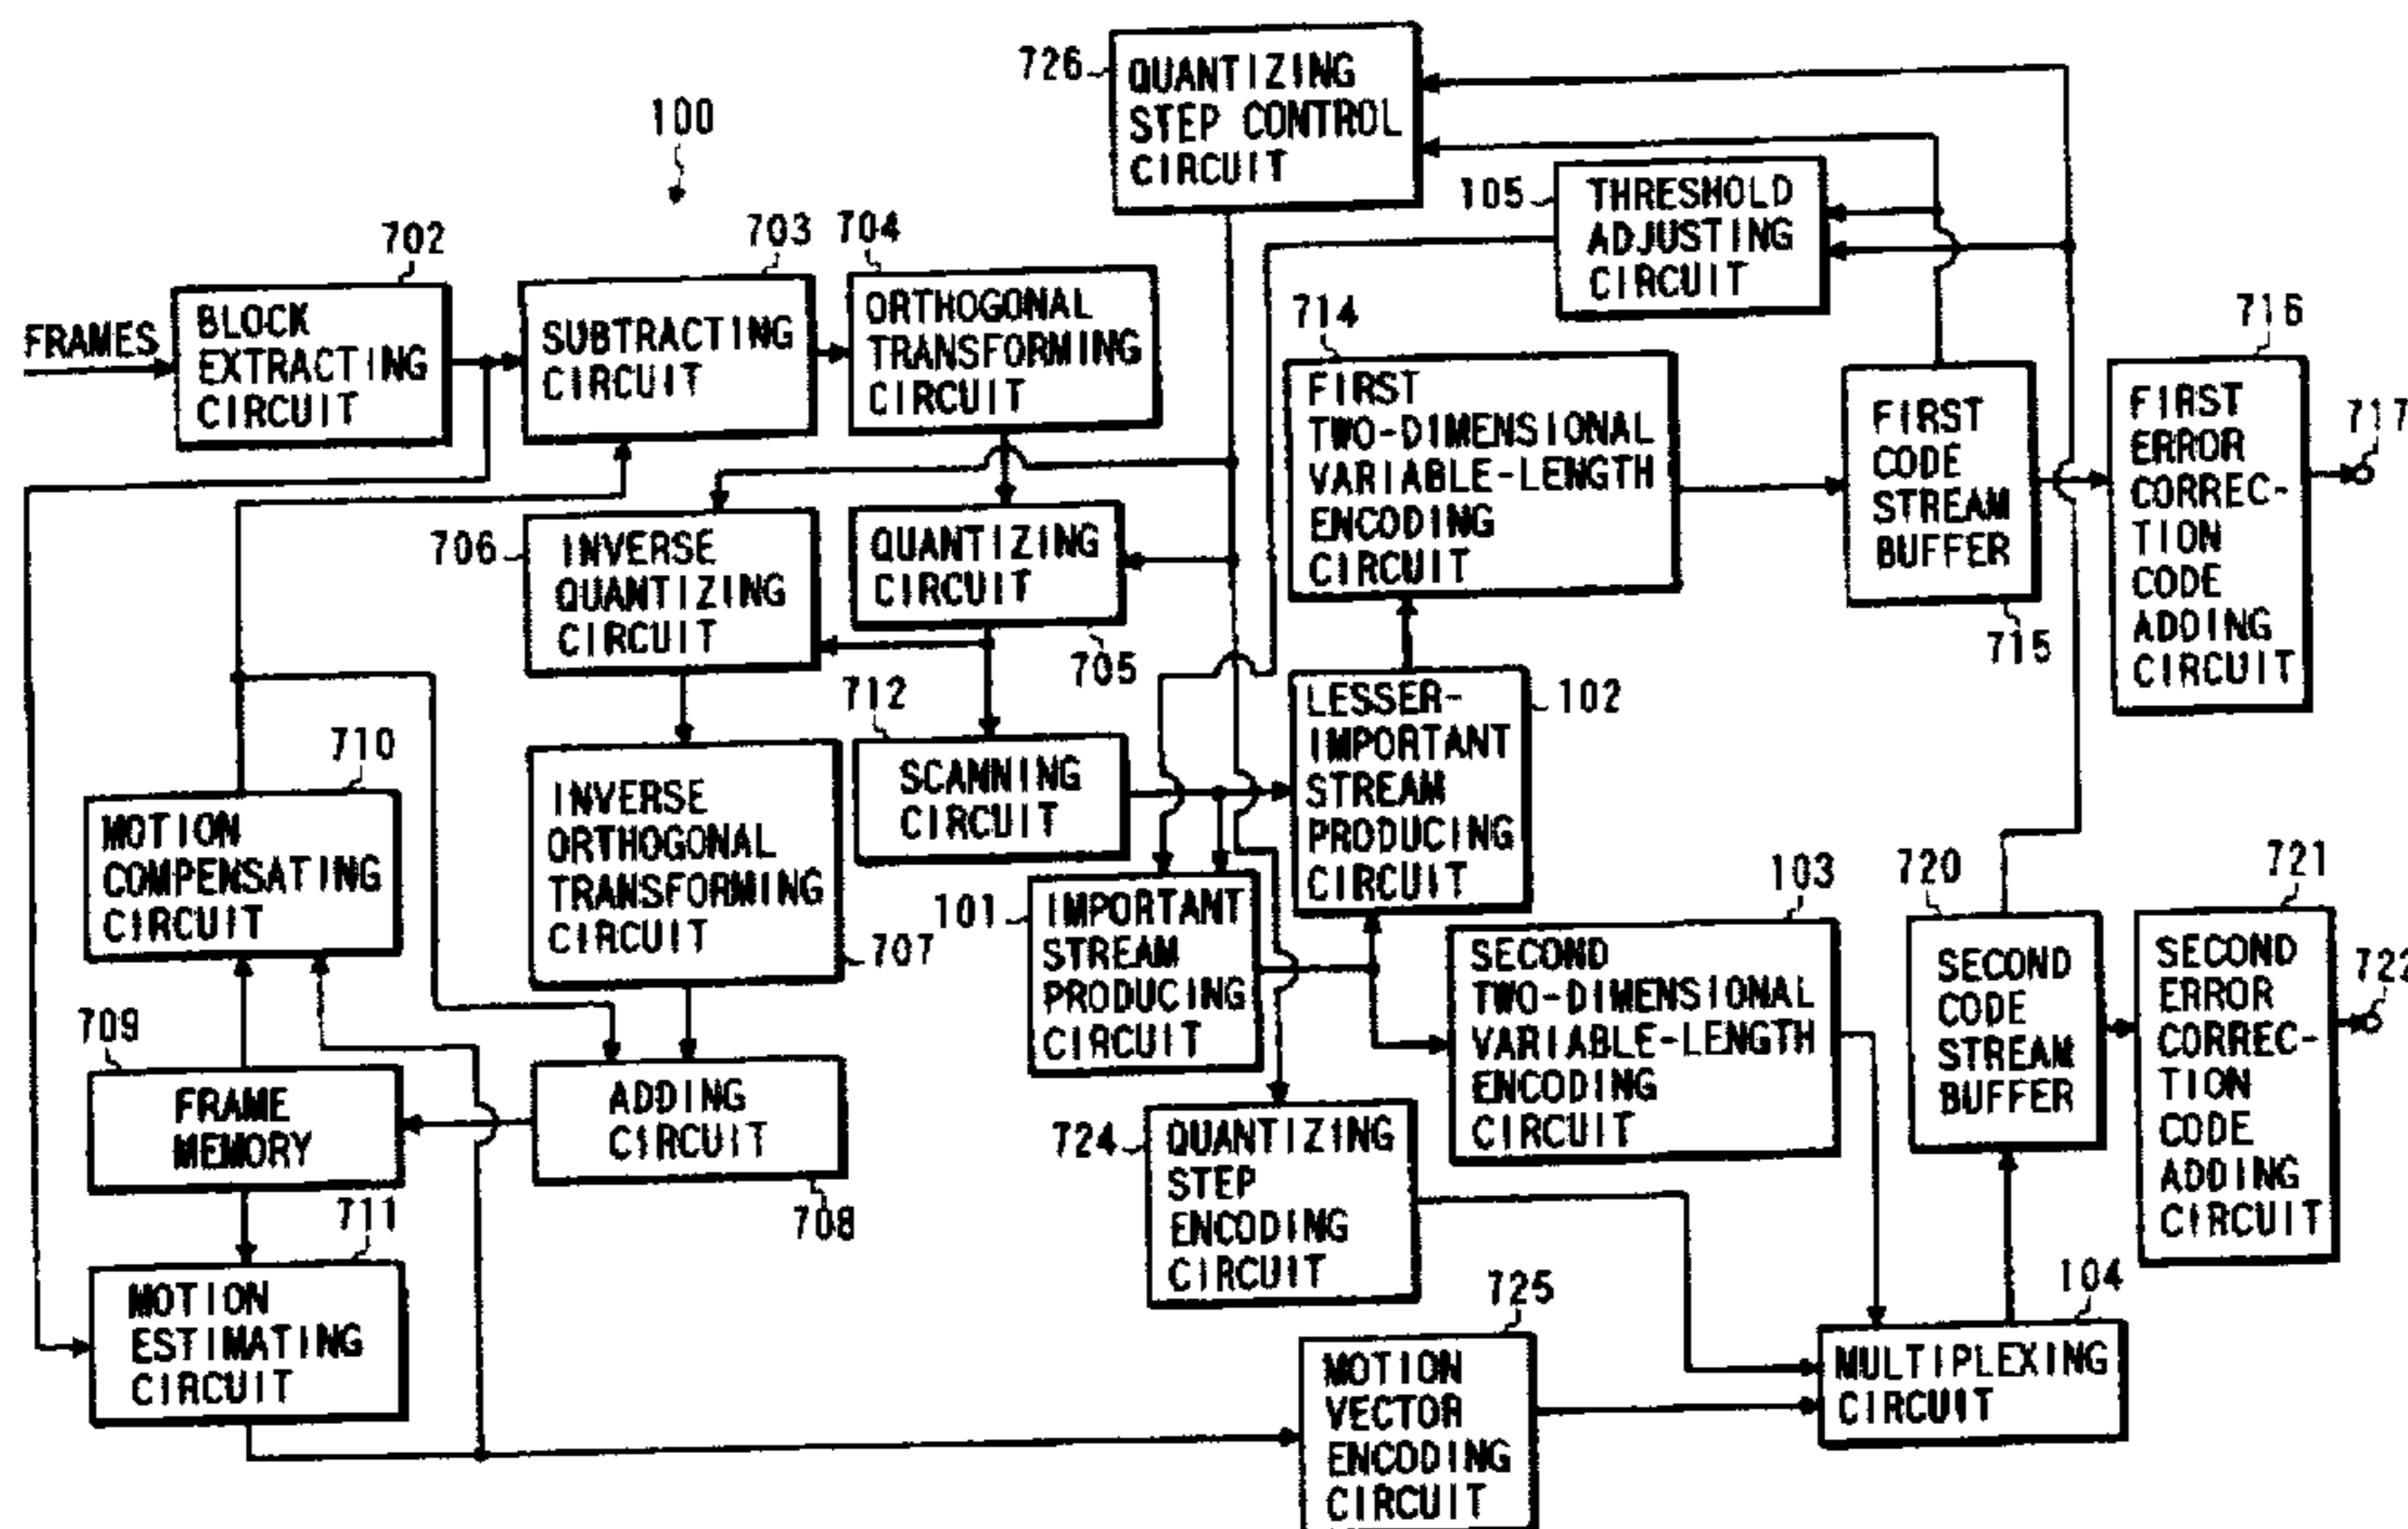 726
QUANTIZING
STEP CONTROL
CIRCUIT
100
105
THRESHOLD
ADJUSTING
CIRCUIT
702
703
704
FRAMES
BLOCK
EXTRACTING
CIRCUIT
SUBTRACTING
CIRCUIT
ORTHOGONAL
TRANSFORMING
CIRCUIT
714
FIRST
TWO-DIMENSIONAL
VARIABLE-LENGTH
ENCODING
CIRCUIT
FIRST
CODE
STREAM
BUFFER
715
716
FIRST
ERROR
CORREC-
TION
CODE
ADDING
CIRCUIT
717
706
INVERSE
QUANTIZING
CIRCUIT
QUANTIZING
CIRCUIT
705
712
SCANNING
CIRCUIT
LESSER-
IMPORTANT
STREAM
PRODUCING
CIRCUIT
102
710
MOTION
COMPENSATING
CIRCUIT
INVERSE
ORTHOGONAL
TRANSFORMING
CIRCUIT
707
101
IMPORTANT
STREAM
PRODUCING
CIRCUIT
103
SECOND
TWO-DIMENSIONAL
VARIABLE-LENGTH
ENCODING
CIRCUIT
720
SECOND
CODE
STREAM
BUFFER
721
SECOND
ERROR
CORREC-
TION
CODE
ADDING
CIRCUIT
722
709
FRAME
MEMORY
ADDING
CIRCUIT
708
724
QUANTIZING
STEP
ENCODING
CIRCUIT
711
MOTION
ESTIMATING
CIRCUIT
725
MOTION
VECTOR
ENCODING
CIRCUIT
104
MULTIPLEXING
CIRCUIT